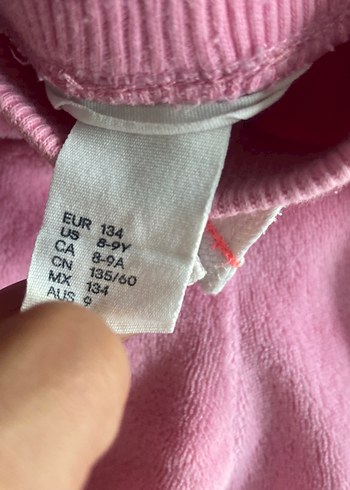 EUR 134
US 8-9Y
CA 8-9A
CN 135/60
MX 134
AUS 9